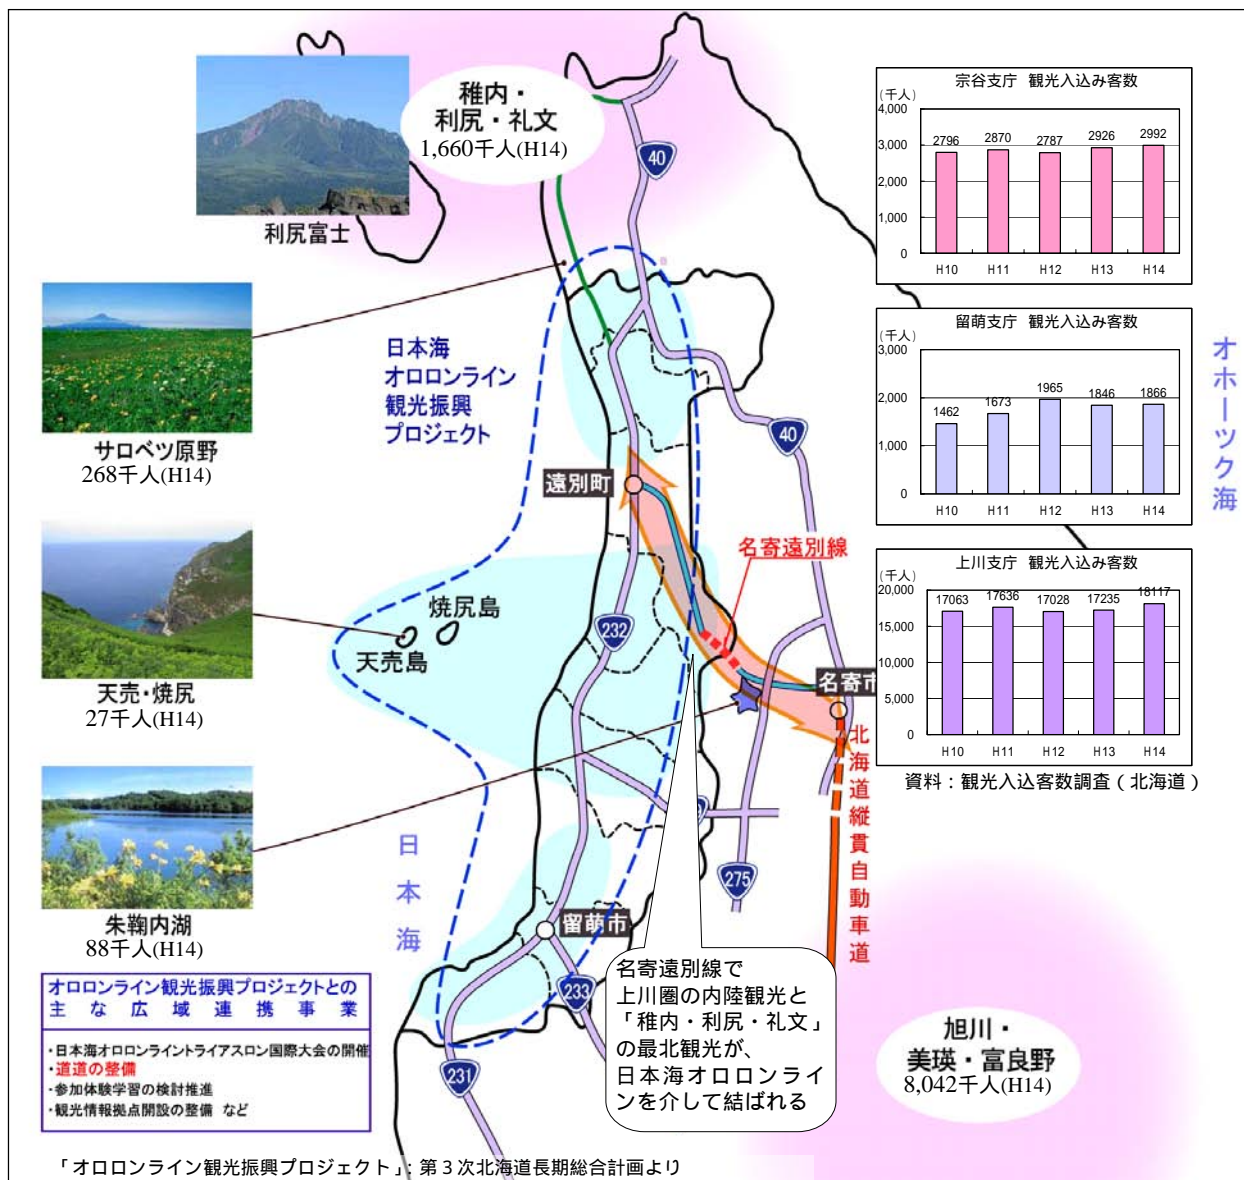 稚内・
利尻・礼文
1,660千人(H14)
利尻富士
40
宗谷支庁 観光入込み客数
(千人)
4,000
3,000
2,000
1,000
0
2796
2870
2787
2926
2992
H10
H11
H12
H13
H14
サロベツ原野
268千人(H14)
日本海
オロロンライン
観光振興
プロジェクト
留萌支庁 観光入込み客数
(千人)
3,000
2,000
1,000
0
1462
1673
1965
1846
1866
H10
H11
H12
H13
H14
オホーツク海
40
遠別町
名寄遠別線
天売・焼尻
27千人(H14)
焼尻島
天売島
232
名寄市
上川支庁 観光入込み客数
(千人)
20,000
15,000
10,000
5,000
0
17063
17636
17028
17235
18117
H10
H11
H12
H13
H14
資料:観光入込客数調査(北海道)
北海道縦貫自動車道
朱鞠内湖
88千人(H14)
日本海
275
留萌市
233
231
名寄遠別線で
上川圏の内陸観光と
「稚内・利尻・礼文」
の最北観光が、
日本海オロロンライ
ンを介して結ばれる
旭川・
美瑛・富良野
8,042千人(H14)
オロロンライン観光振興プロジェクトとの
主な広域連携事業
・日本海オロロンライントライアスロン国際大会の開催
・道道の整備
・参加体験学習の検討推進
・観光情報拠点開設の整備 など
「オロロンライン観光振興プロジェクト」:第3次北海道長期総合計画より